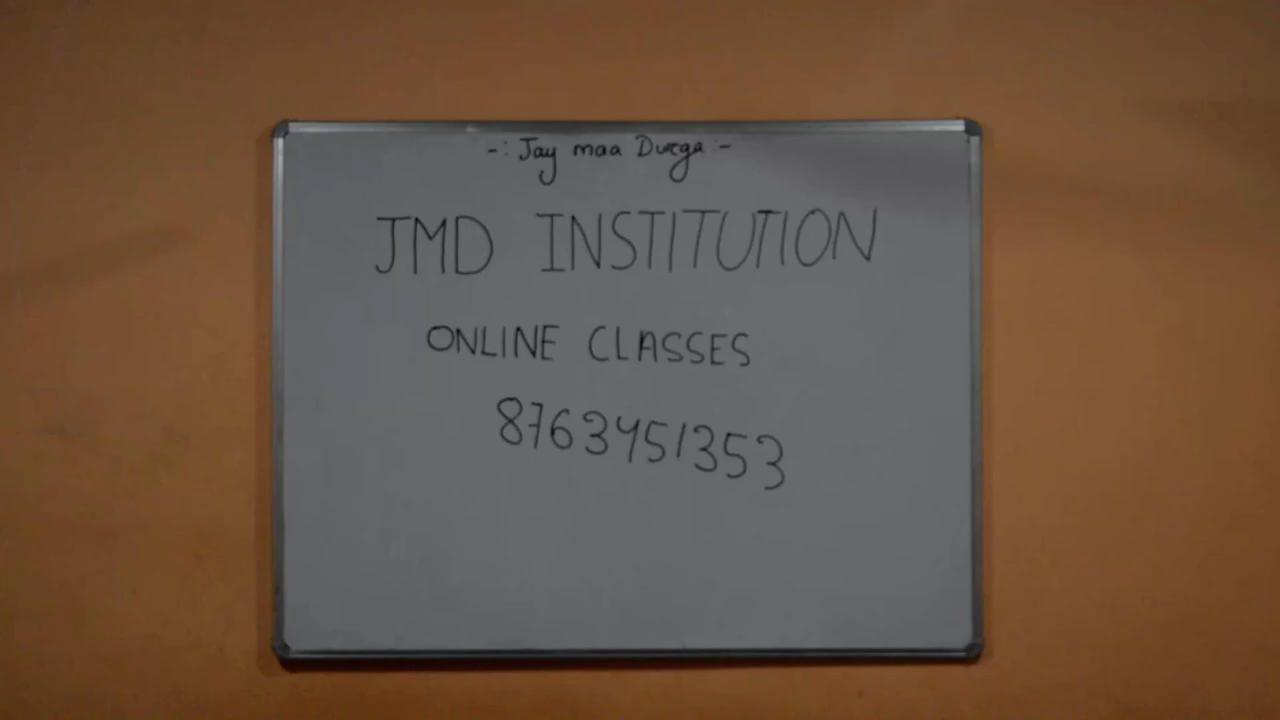 -: Jay maa Durga :-
JMD INSTITUTION
ONLINE CLASSES
8763451353